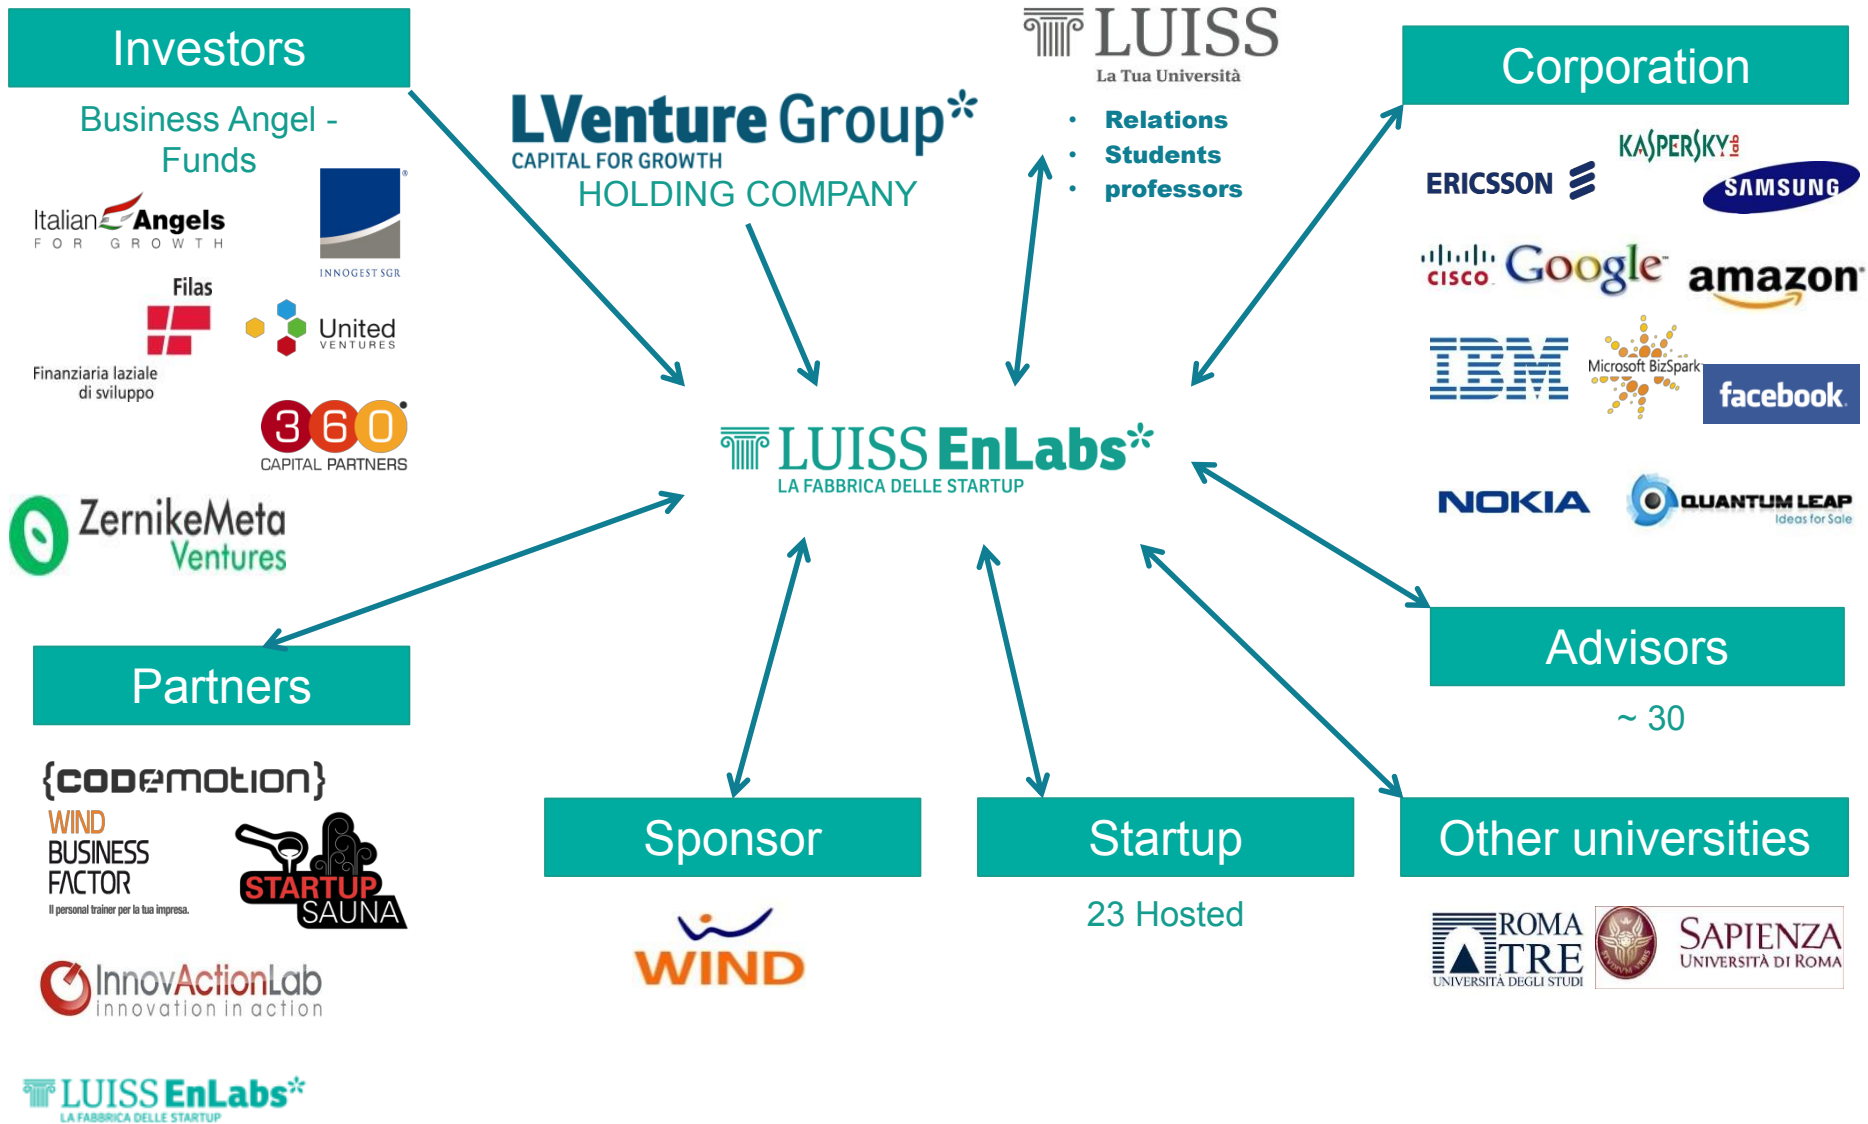 Investors
Business Angel -
Funds
Italian Angels
FOR GROWTH
INNOGEST SGR
Filas
Finanziaria laziale
di sviluppo
United
VENTURES
360
CAPITAL PARTNERS
ZernikeMeta
Ventures
LVenture Group*
CAPITAL FOR GROWTH
HOLDING COMPANY
LUISS
La Tua Università
• Relations
• Students
• professors
Corporation
KASPERSKY lab
ERICSSON
SAMSUNG
CISCO
Google™
amazon
IBM
Microsoft BizSpark
facebook.
NOKIA
QUANTUM LEAP
Ideas for Sale
LUISS EnLabs*
LA FABBRICA DELLE STARTUP
Partners
{CODEMOTION}
WIND
BUSINESS
FACTOR
Il personal trainer per la tua impresa.
STARTUP
SAUNA
InnovActionLab
innovation in action
Sponsor
WIND
Startup
23 Hosted
Advisors
~ 30
Other universities
ROMA
TRE
UNIVERSITÀ DEGLI STUDI
STUDIUM URBIS
SAPIENZA
UNIVERSITÀ DI ROMA
LUISS EnLabs*
LA FABBRICA DELLE STARTUP